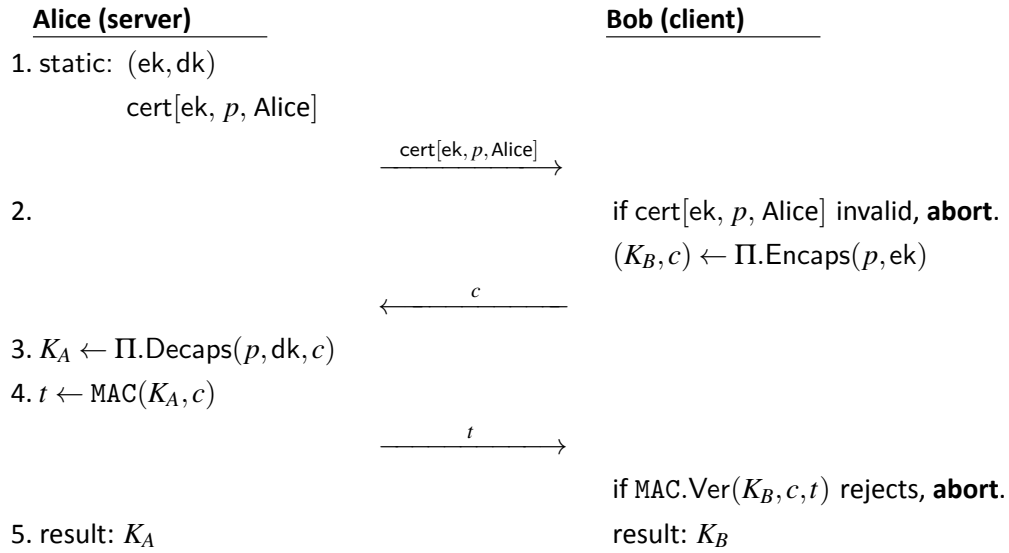 Alice (server) Bob (client)
1. static: (ek, dk)
cert[ek, p, Alice]
cert[ek, p, Alice]
2. if cert[ek, p, Alice] invalid, abort.
(K_B, c) ← Π.Encaps(p, ek)
c
3. K_A ← Π.Decaps(p, dk, c)
4. t ← MAC(K_A, c)
t
if MAC.Ver(K_B, c, t) rejects, abort.
5. result: K_A result: K_B